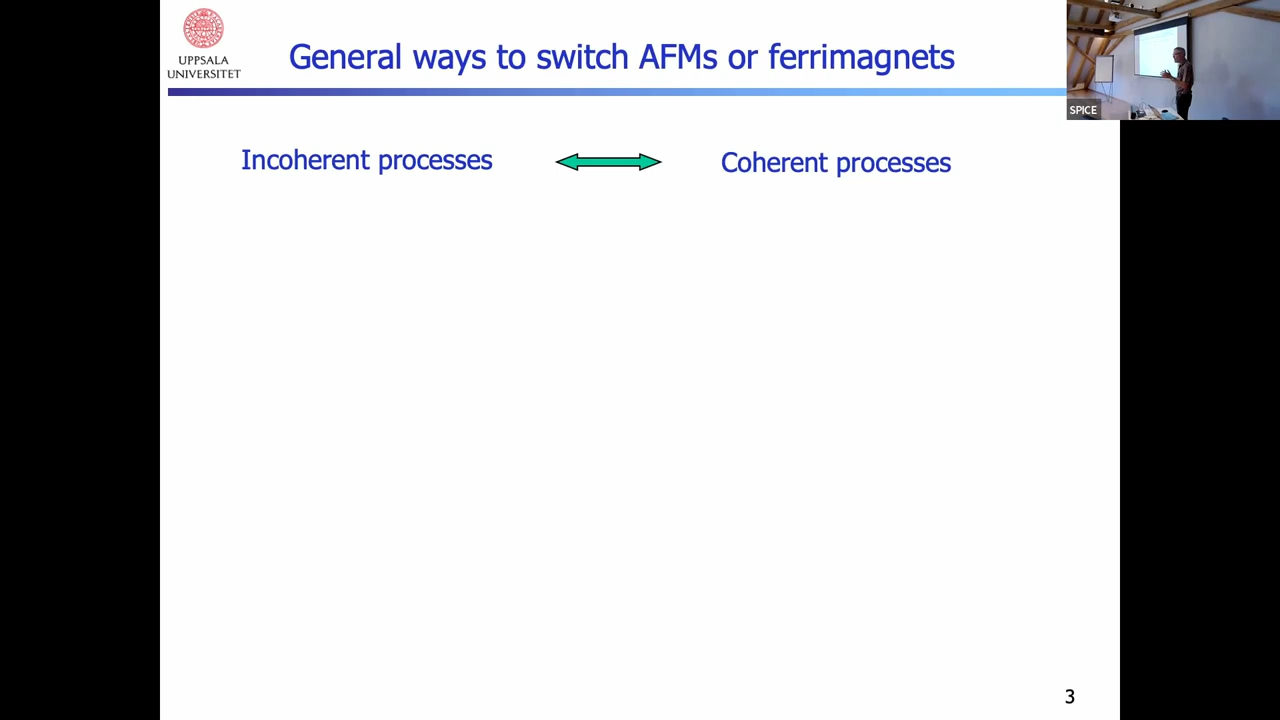 UPPSALA
UNIVERSITET
General ways to switch AFMs or ferrimagnets
SPICE
Incoherent processes
Coherent processes
3